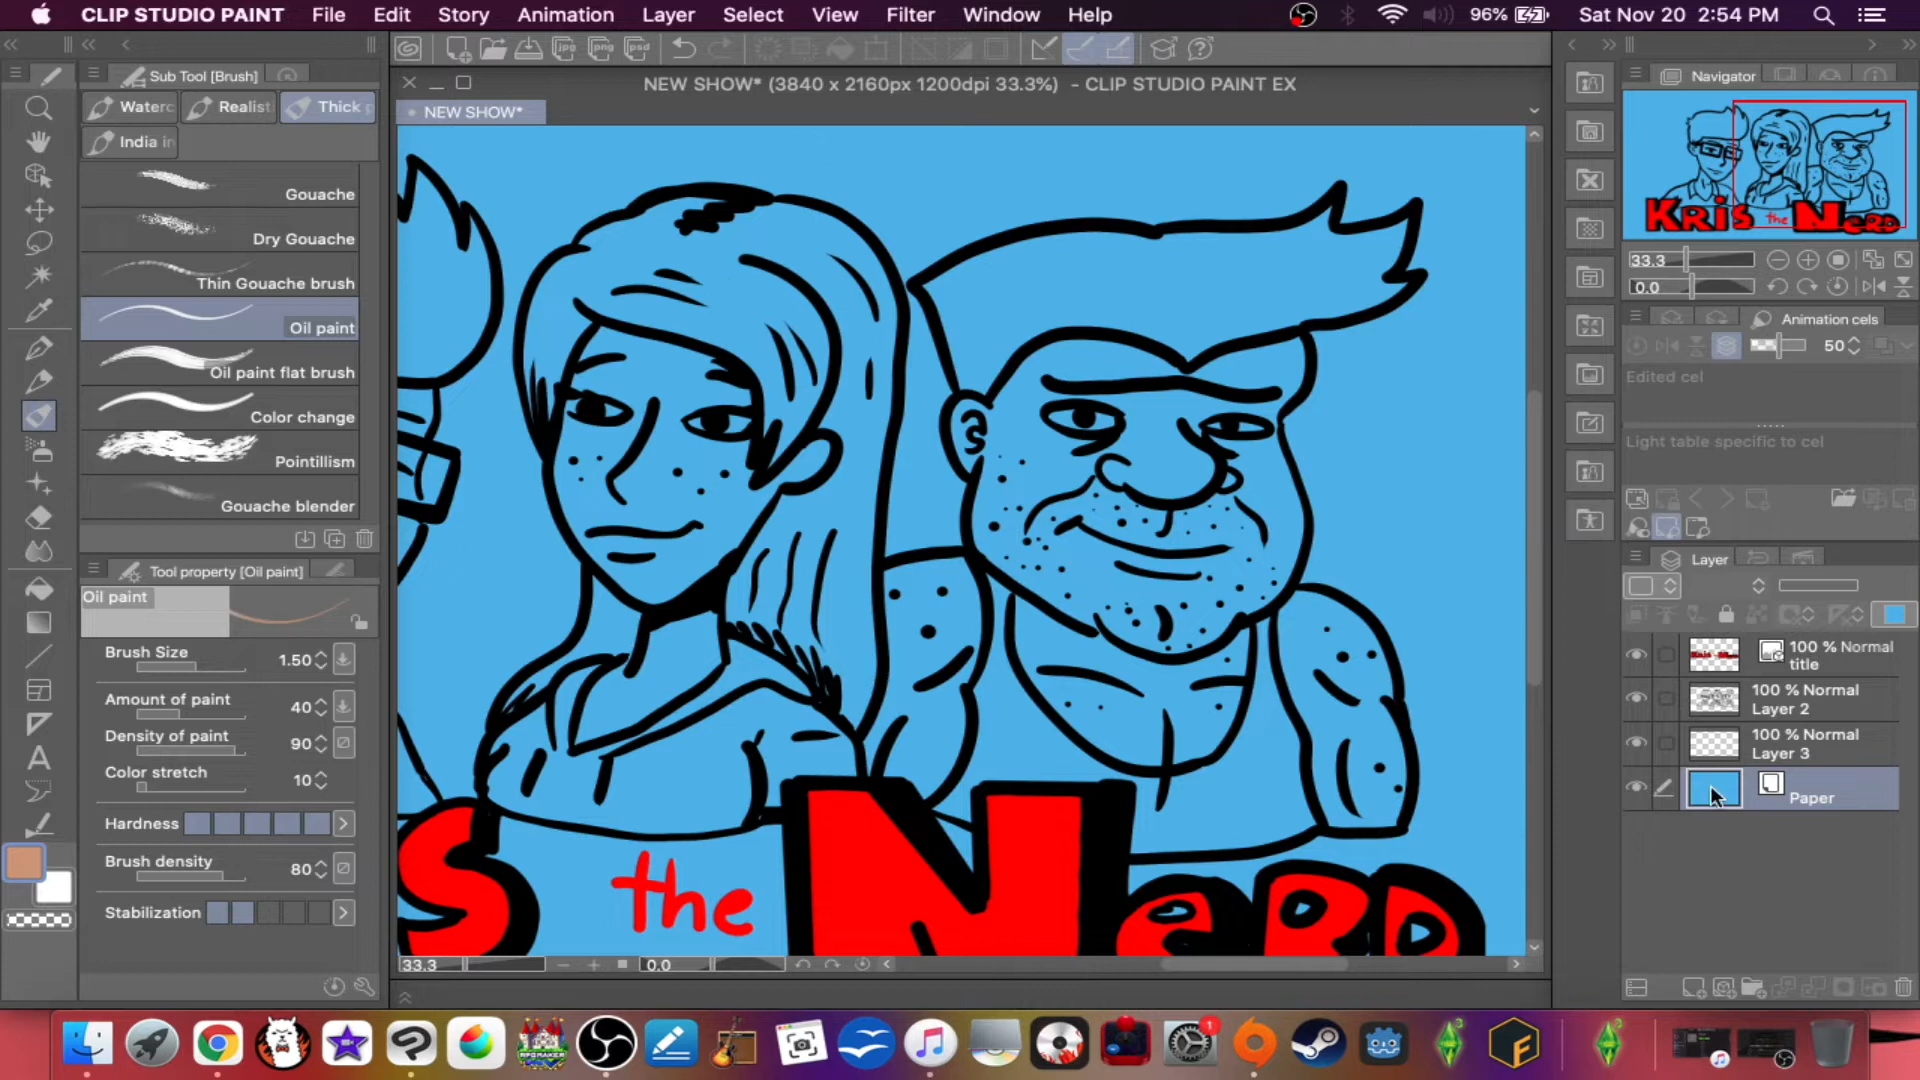 CLIP STUDIO PAINT File Edit Story Animation Layer Select View Filter Window Help 96% Sat Nov 20 2:54 PM
Sub Tool [Brush]
Realist Thick
Gouache
Dry Gouache
Thin Gouache brush
Oil paint
Oil paint flat brush
Color change
Pointillism
Gouache blender
Tool property [Oil paint]
Oil paint
Brush Size 1.50
Amount of paint 40
Density of paint 90
Color stretch 10
Hardness
Brush density 80
Stabilization
jpg png psd
NEW SHOW* (3840 x 2160px 1200dpi 33.3%) - CLIP STUDIO PAINT EX
NEW SHOW*
S the NeRD
33.3 0.0
Navigator
KRiS the NeRD
33.3
0.0
Animation cels
50
Edited cel
Light table specific to cel
Layer
100 % Normal
title
100 % Normal
Layer 2
100 % Normal
Layer 3
Paper
RPGMAKER
1
F